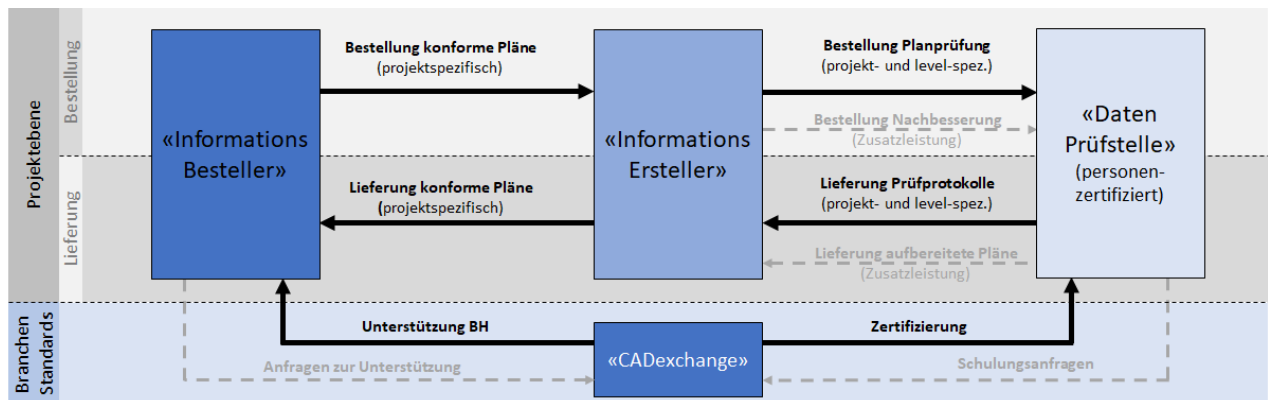 Projektebene
Bestellung
Lieferung
«Informations
Besteller»
Bestellung konforme Pläne
(projektspezifisch)
Lieferung konforme Pläne
(projektspezifisch)
«Informations
Ersteller»
Bestellung Planprüfung
(projekt- und level-spez.)
Bestellung Nachbesserung
(Zusatzleistung)
Lieferung Prüfprotokolle
(projekt- und level-spez.)
Lieferung aufbereitete Pläne
(Zusatzleistung)
«Daten
Prüfstelle»
(personen-
zertifiziert)
Branchen
Standards
Unterstützung BH
Anfragen zur Unterstützung
«CADexchange»
Zertifizierung
Schulungsanfragen